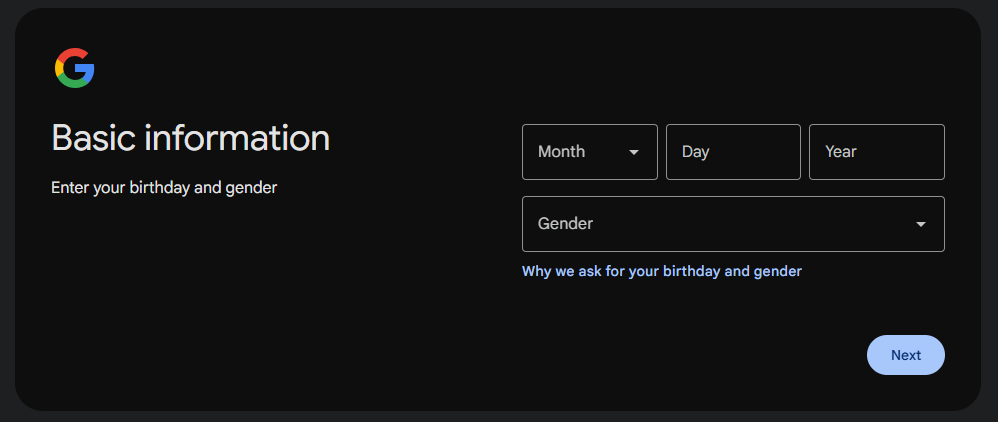 Basic information
Enter your birthday and gender
Month
Day
Year
Gender
Why we ask for your birthday and gender
Next